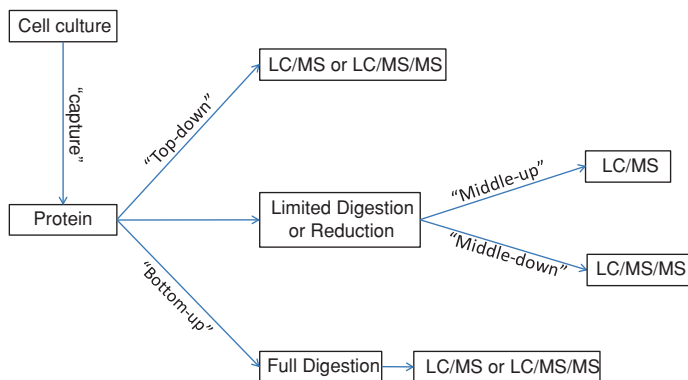 Cell culture
“capture”
LC/MS or LC/MS/MS
“Top-down”
“Middle-up”
LC/MS
Protein
Limited Digestion
or Reduction
“Middle-down”
LC/MS/MS
“Bottom-up”
Full Digestion
LC/MS or LC/MS/MS